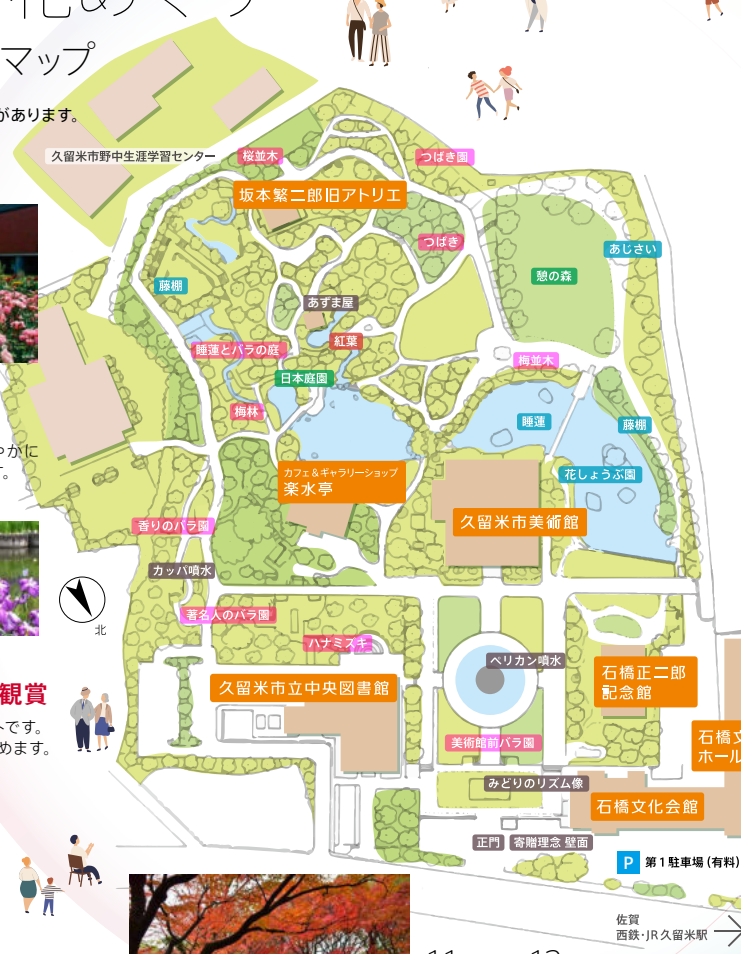 花めぐり
マップ
があります。
久留米市野中生涯学習センター
桜並木
つばき園
坂本繁二郎旧アトリエ
つばき
あじさい
憩の森
藤棚
あずま屋
紅葉
睡蓮とバラの庭
梅並木
日本庭園
梅林
睡蓮
藤棚
やかに
す。
カフェ&ギャラリーショップ
楽水亭
花しょうぶ園
久留米市美術館
香りのバラ園
カッパ噴水
著名人のバラ園
北
ハナミズキ
ペリカン噴水
石橋正二郎
記念館
久留米市立中央図書館
観賞
トです。
めます。
美術館前バラ園
石橋文
ホール
みどりのリズム像
石橋文化会館
正門
寄贈理念 壁面
P 第1駐車場(有料)
佐賀
西鉄・JR久留米駅